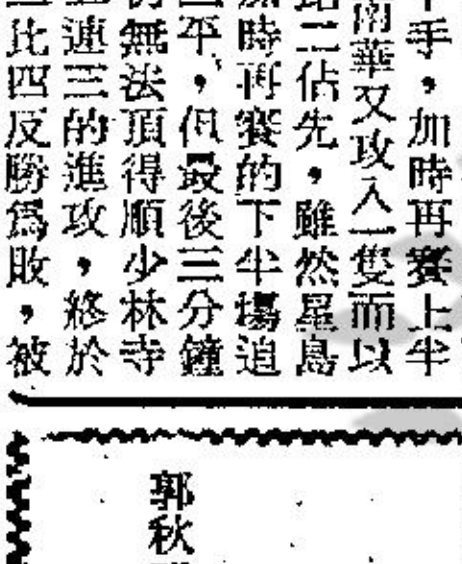 手，加時再賽上半
南華又攻入一隻而以
二佔先，雖然星島
時再賽的下半場迫
平，但最後三分鐘
無法頂得順少林寺
連三的進攻，終於
比四反勝爲敗，被
郭秋